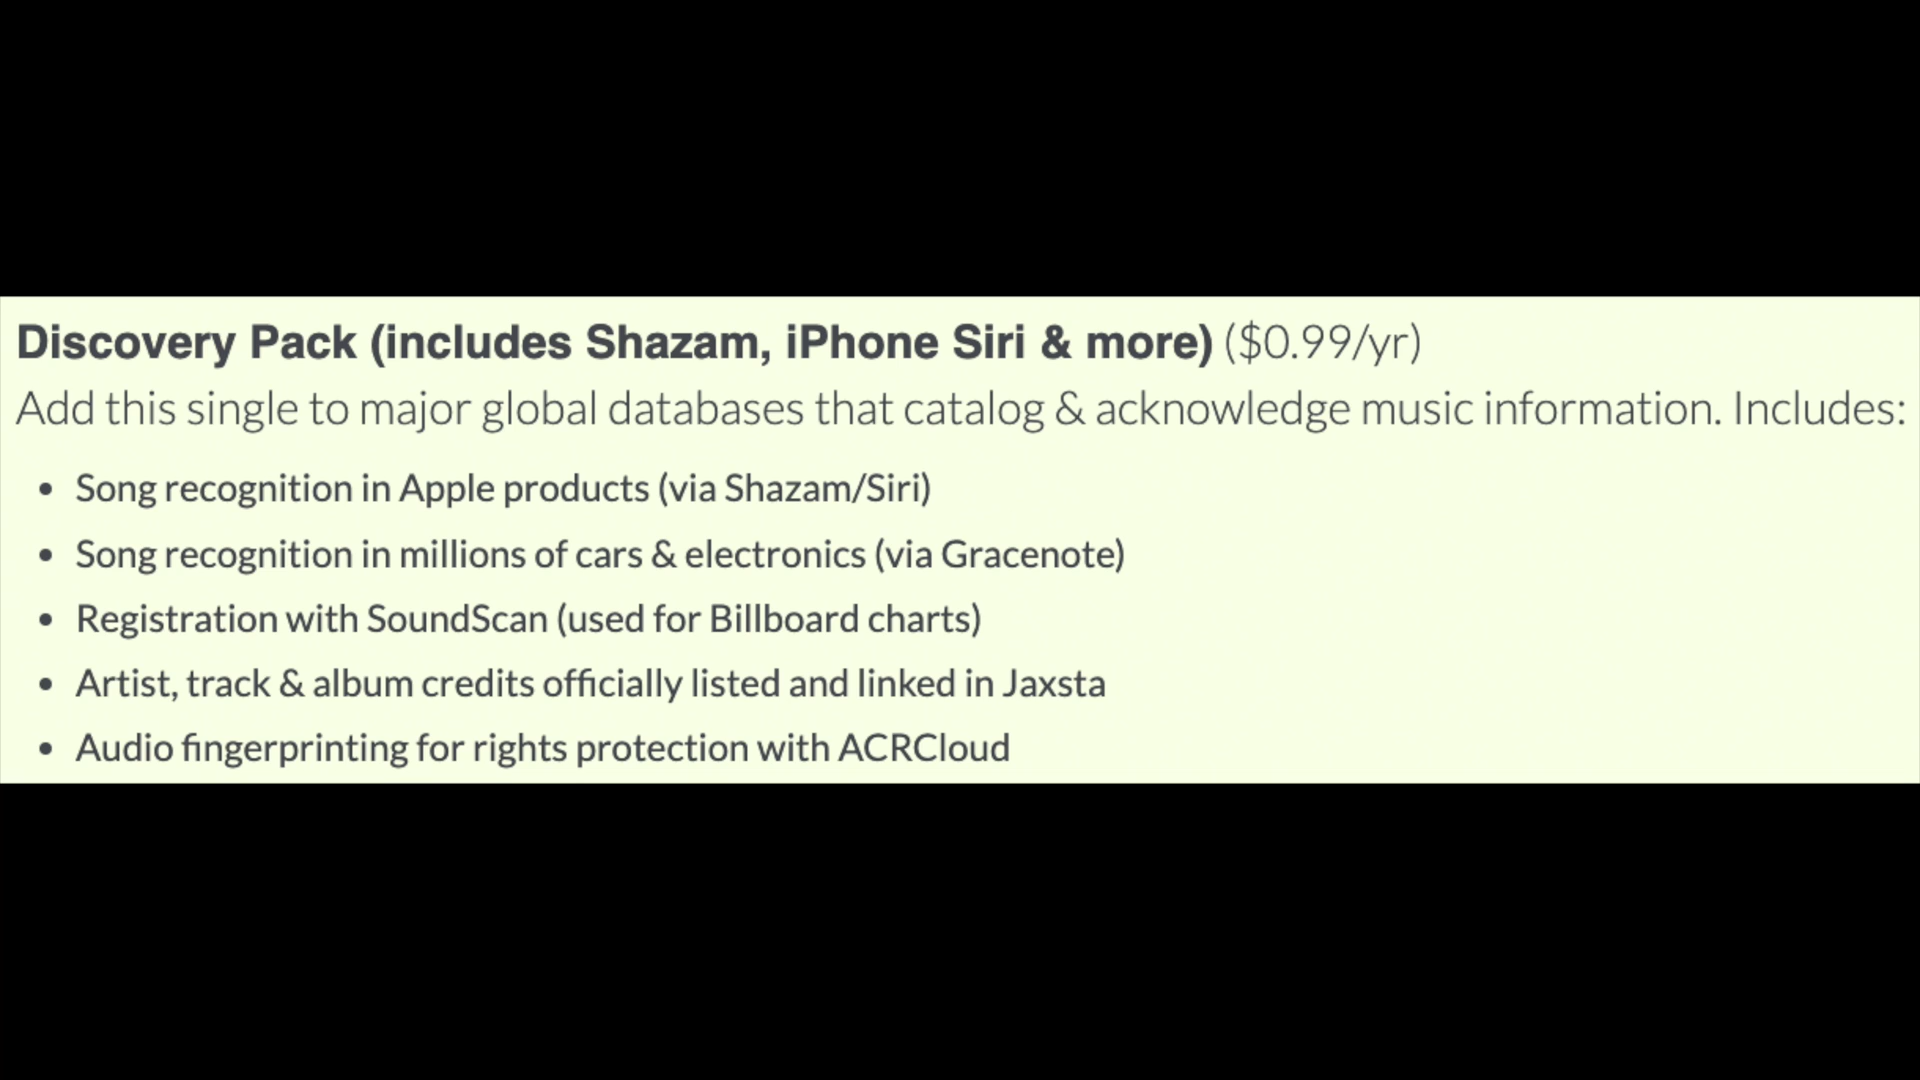 Discovery Pack (includes Shazam, iPhone Siri & more) ($0.99/yr)
Add this single to major global databases that catalog & acknowledge music information. Includes:
• Song recognition in Apple products (via Shazam/Siri)
• Song recognition in millions of cars & electronics (via Gracenote)
• Registration with SoundScan (used for Billboard charts)
• Artist, track & album credits officially listed and linked in Jaxsta
• Audio fingerprinting for rights protection with ACRCloud